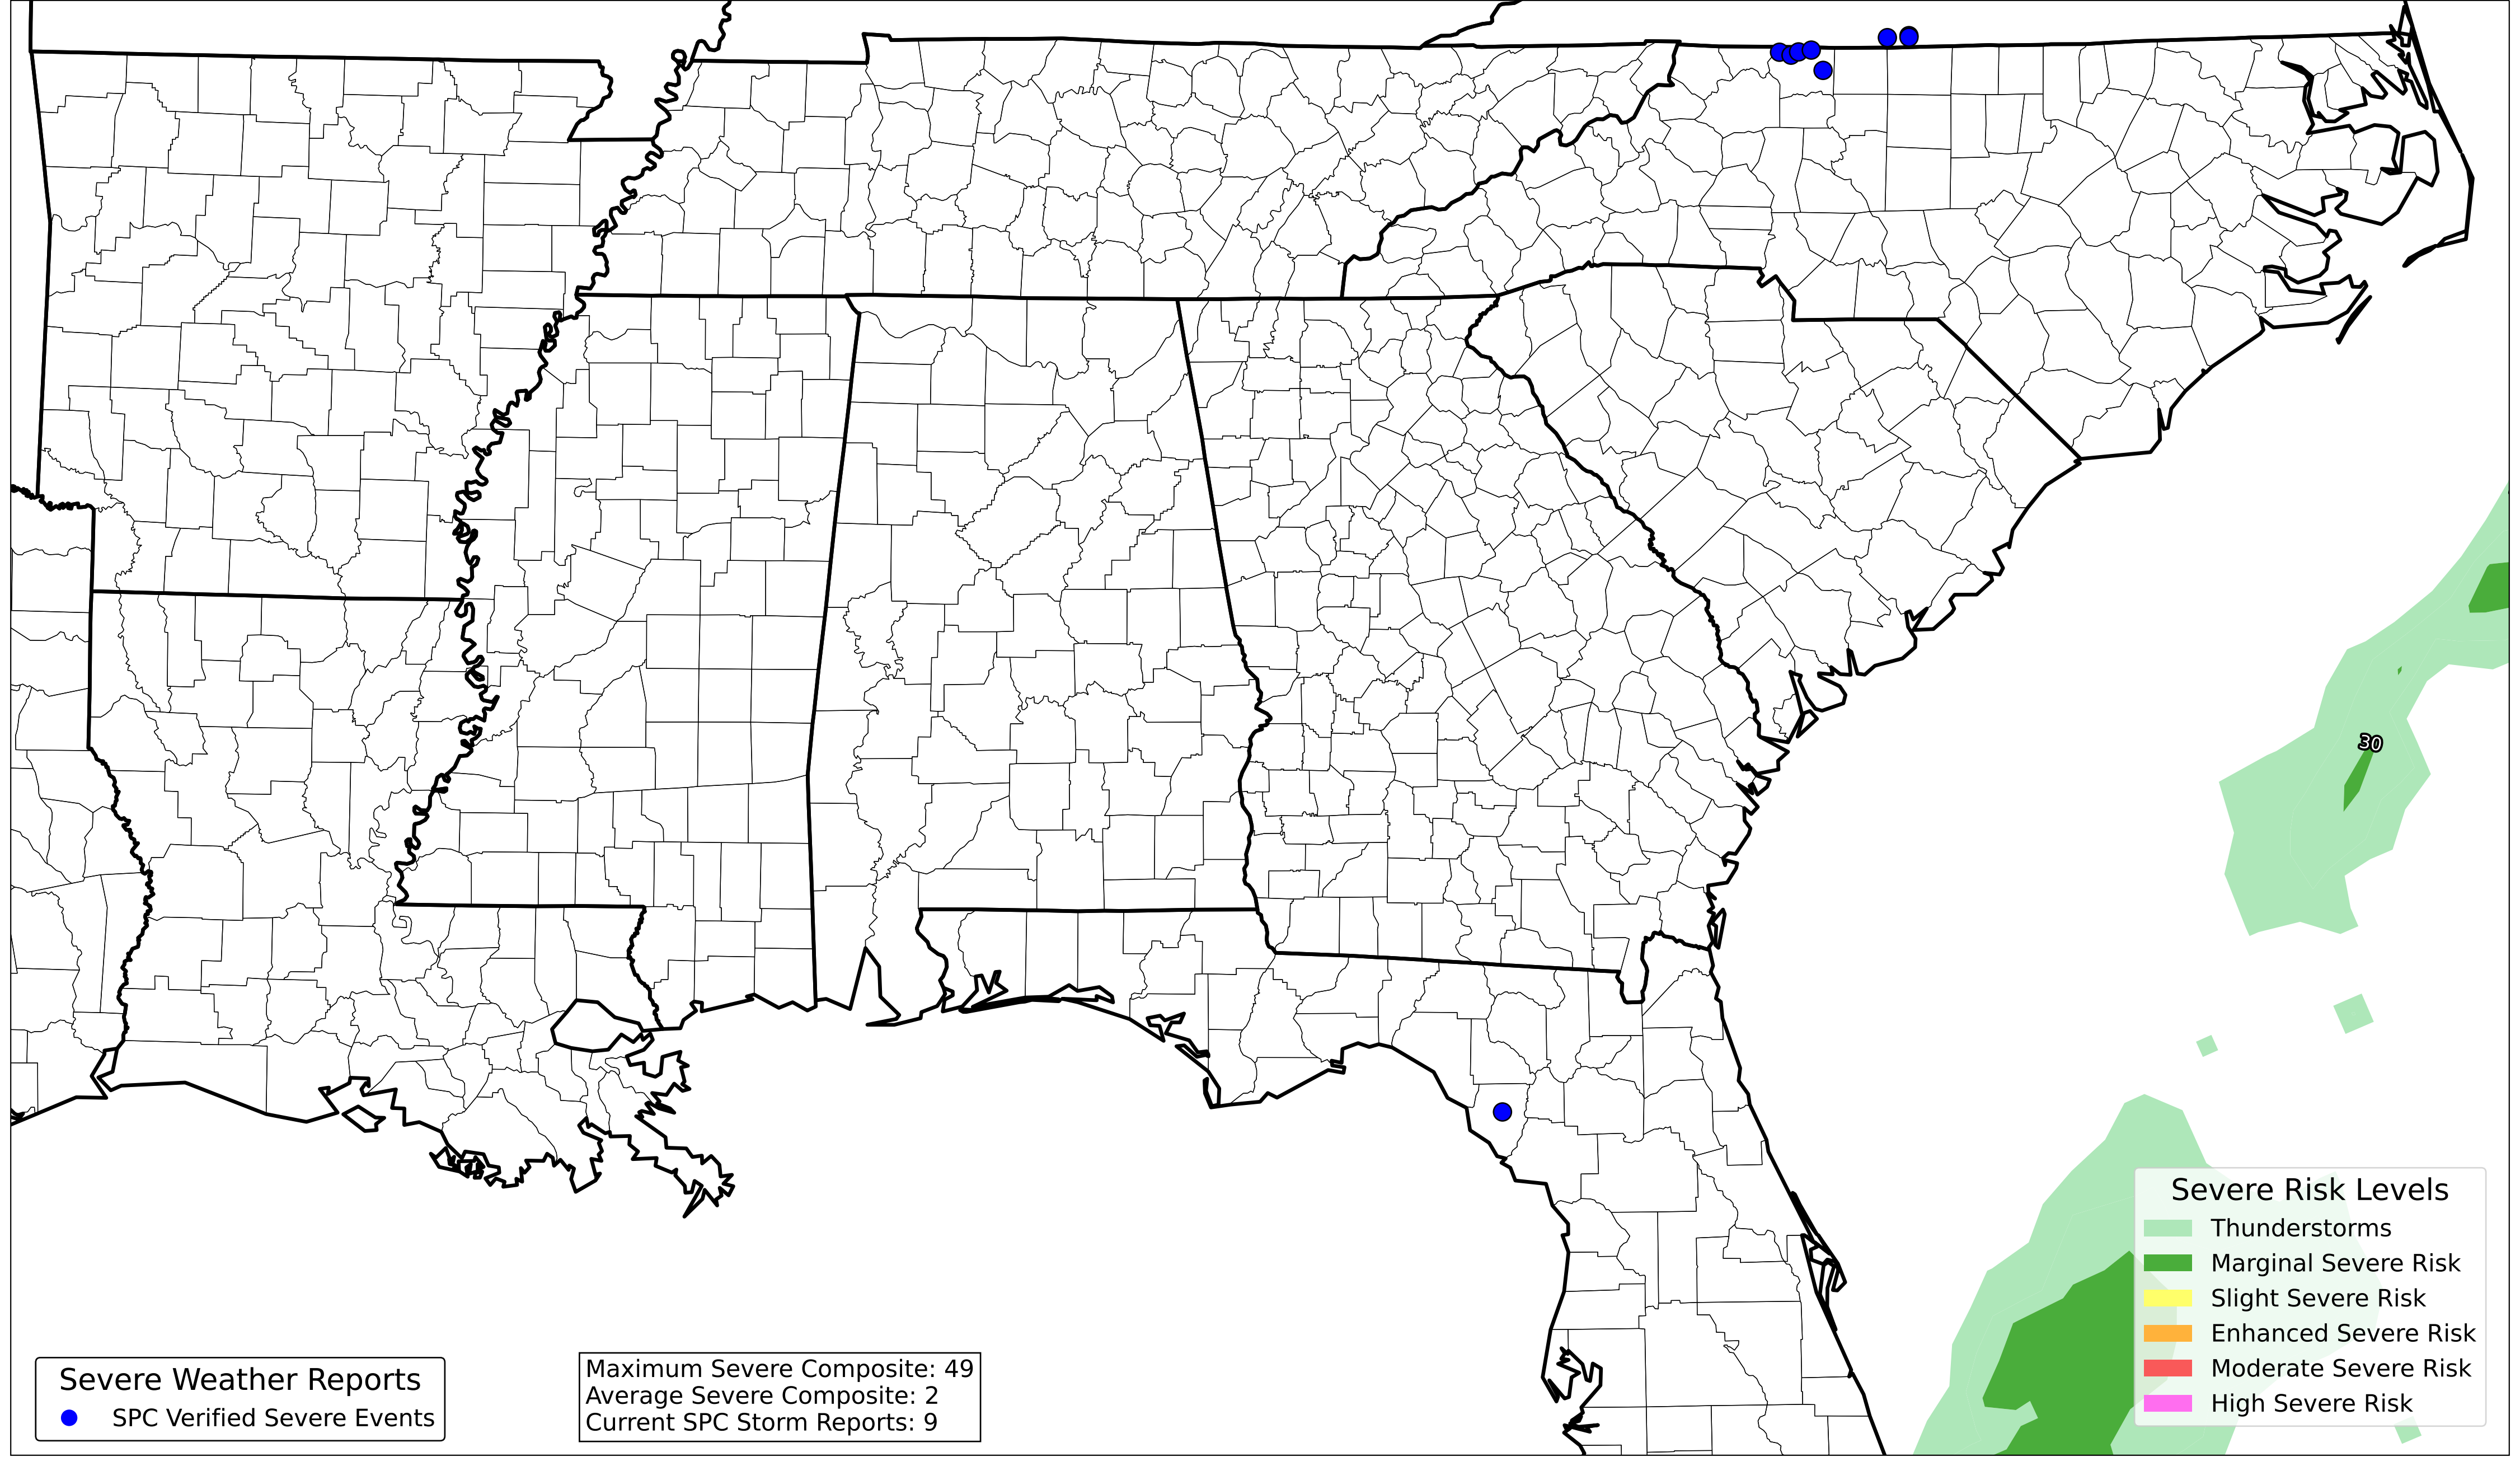 30
Severe Risk Levels
Thunderstorms
Marginal Severe Risk
Slight Severe Risk
Enhanced Severe Risk
Moderate Severe Risk
High Severe Risk
Severe Weather Reports
SPC Verified Severe Events
Maximum Severe Composite: 49
Average Severe Composite: 2
Current SPC Storm Reports: 9